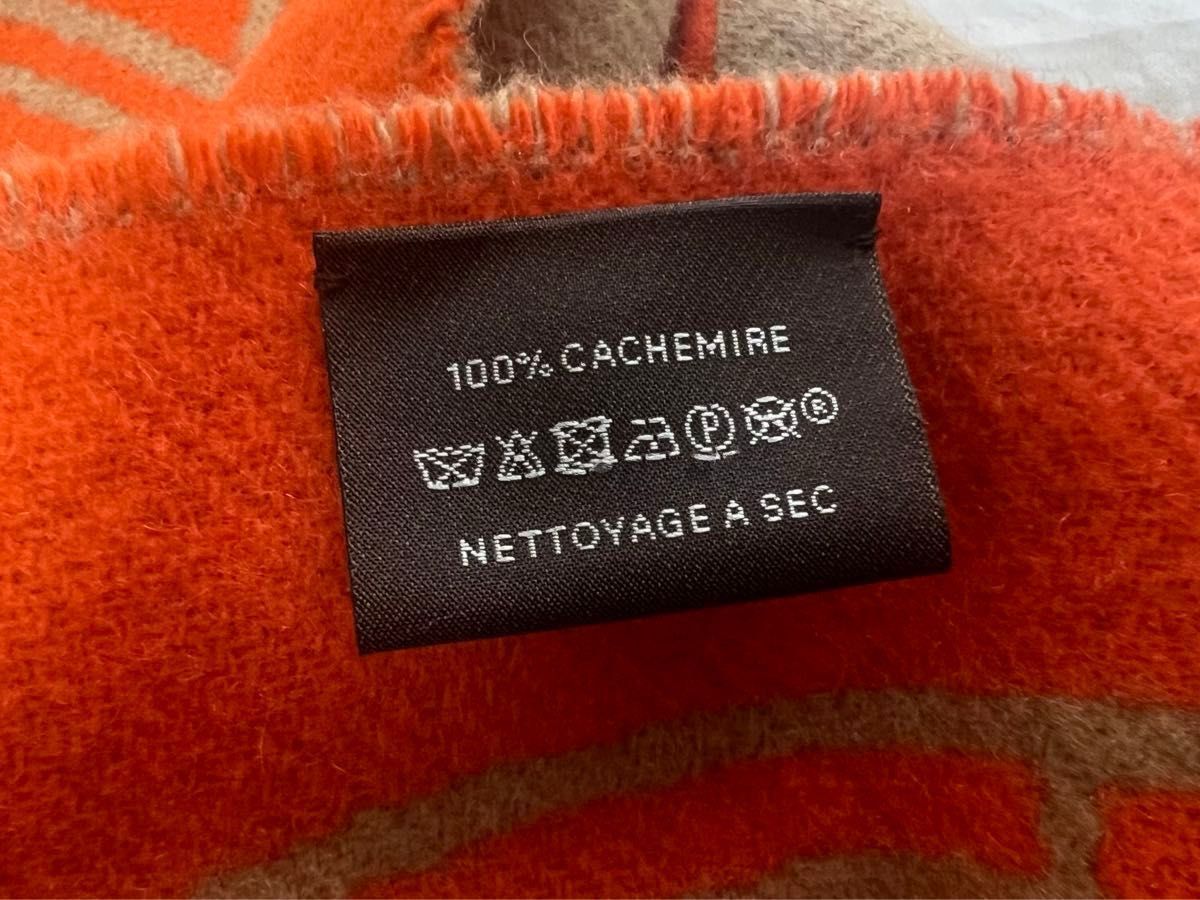 100% CACHEMIRE
P ®
NETTOYAGE A SEC